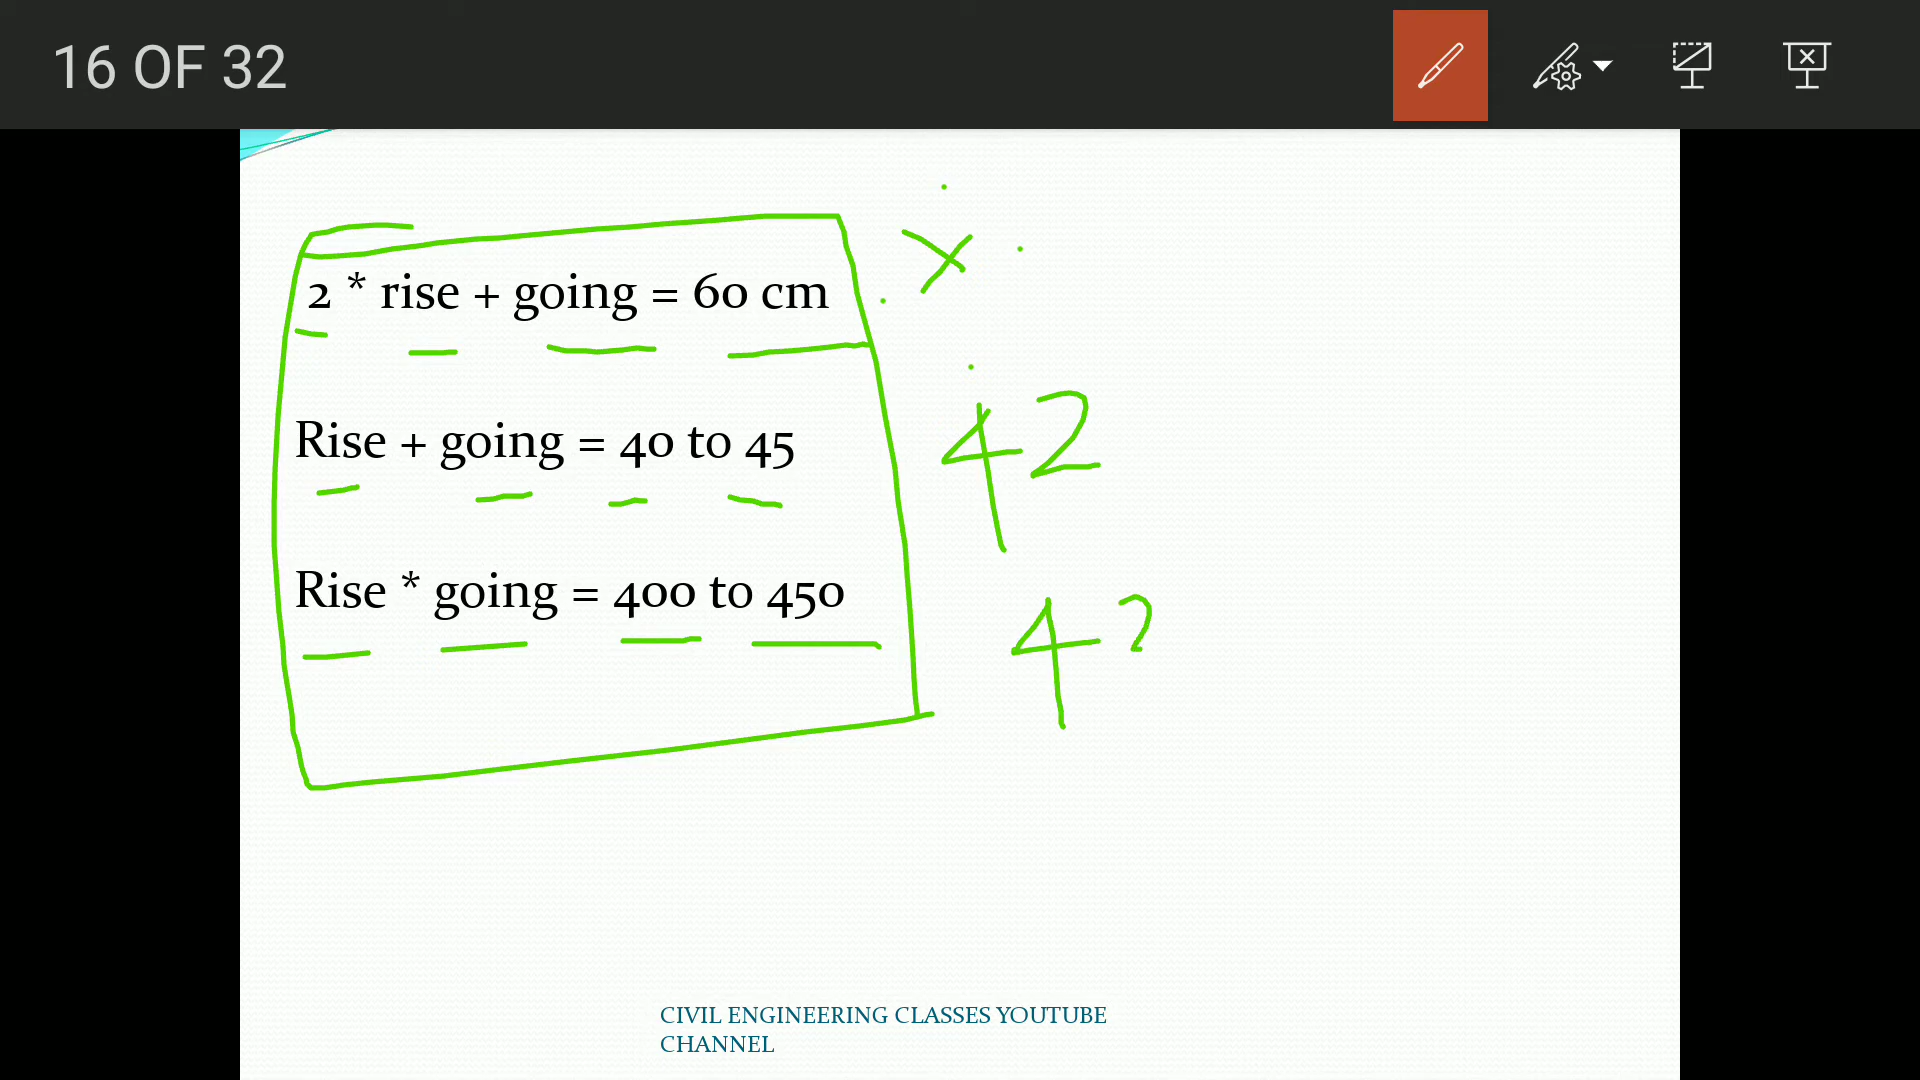 16 OF 32
2 * rise + going = 60 cm
Rise + going = 40 to 45
42
Rise * going = 400 to 450
42
CIVIL ENGINEERING CLASSES YOUTUBE
CHANNEL